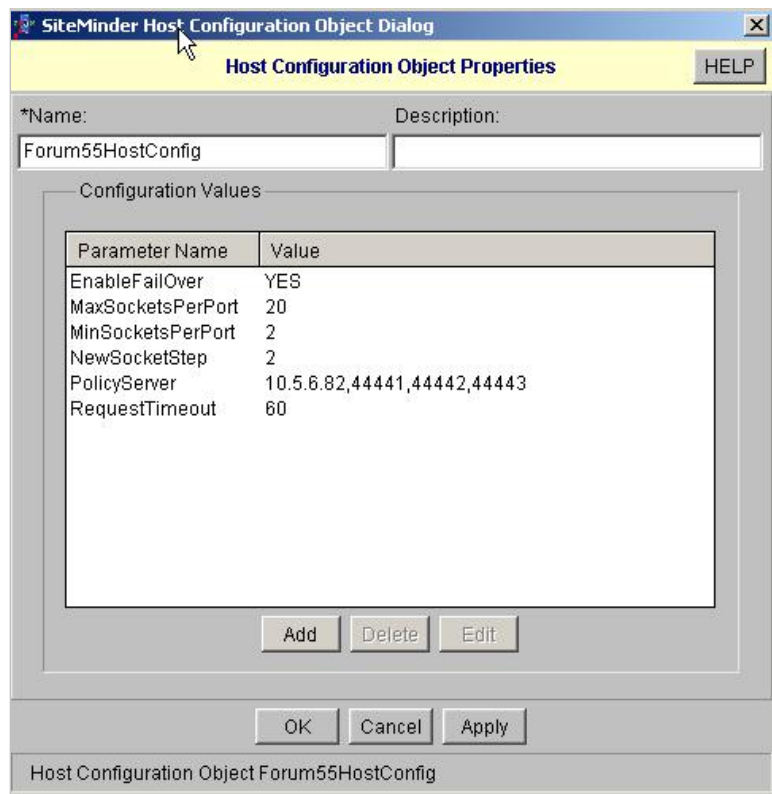 SiteMinder Host Configuration Object Dialog
Host Configuration Object Properties
HELP
*Name: Description:
Forum55HostConfig
Configuration Values
Parameter Name Value
EnableFailOver YES
MaxSocketsPerPort 20
MinSocketsPerPort 2
NewSocketStep 2
PolicyServer 10.5.6.82,44441,44442,44443
RequestTimeout 60
Add Delete Edit
OK Cancel Apply
Host Configuration Object Forum55HostConfig